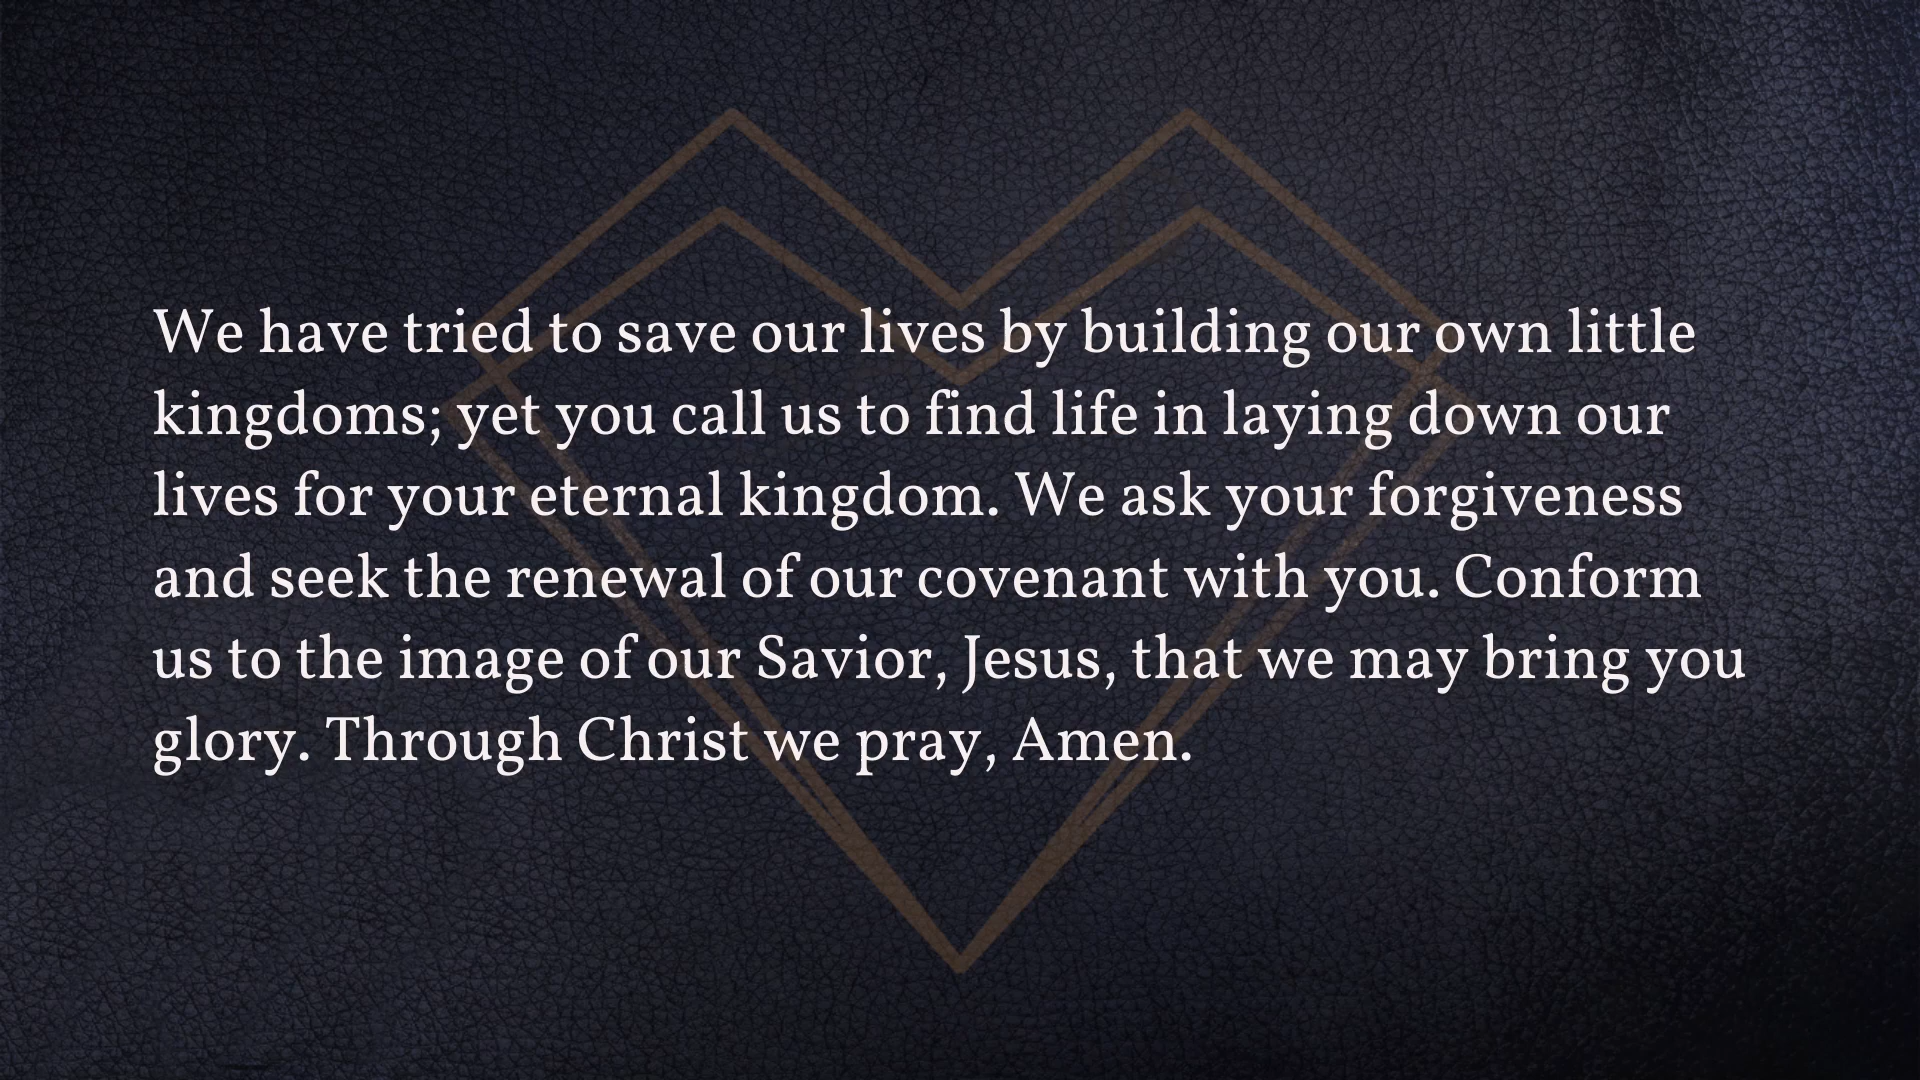 We have tried to save our lives by building our own little
kingdoms; yet you call us to find life in laying down our
lives for your eternal kingdom. We ask your forgiveness
and seek the renewal of our covenant with you. Conform
us to the image of our Savior, Jesus, that we may bring you
glory. Through Christ we pray, Amen.